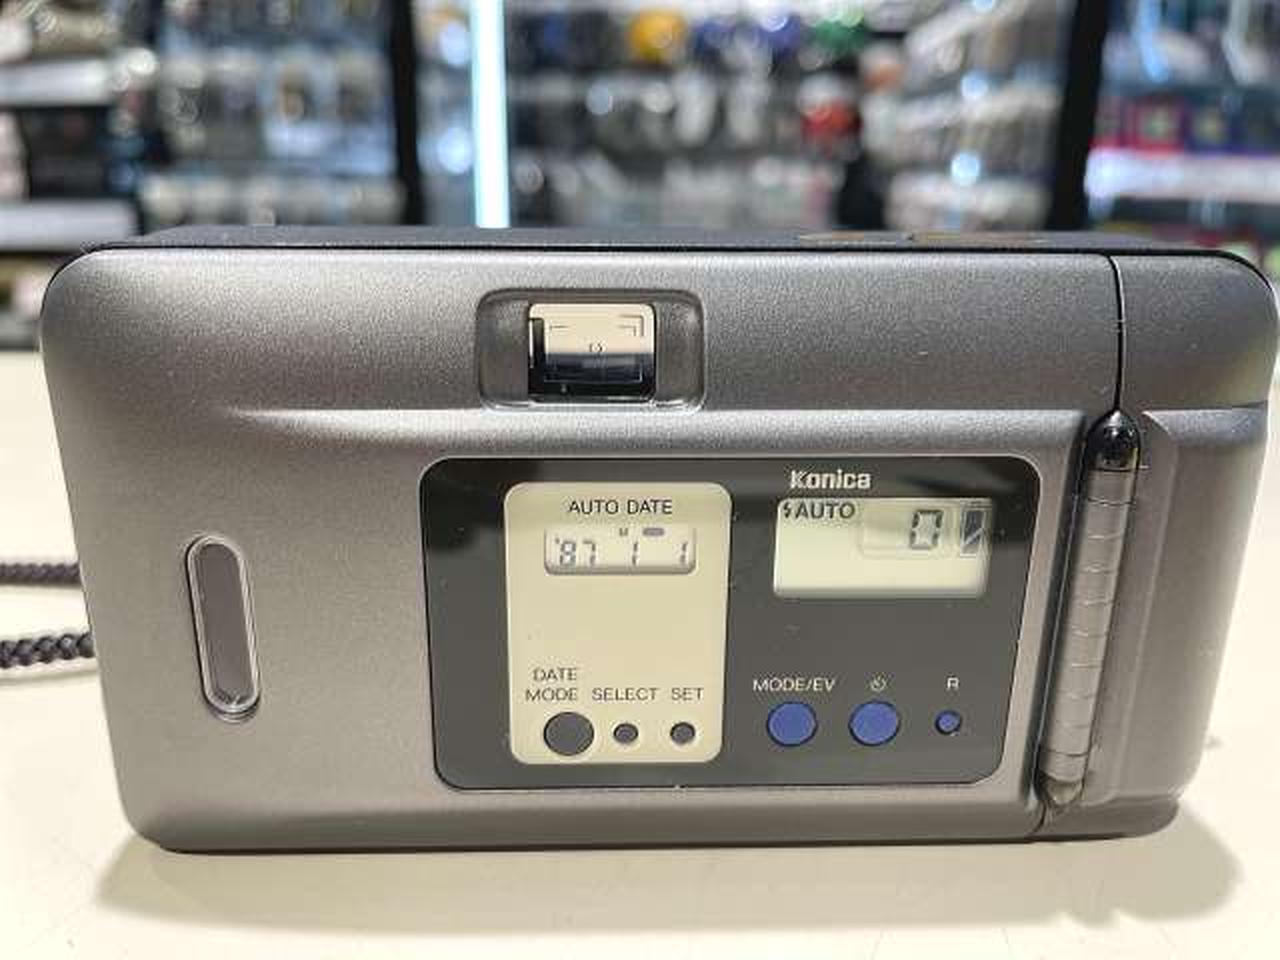 Konica
AUTO DATE
M
'87 1 1
AUTO
0
DATE
MODE SELECT SET
MODE/EV R